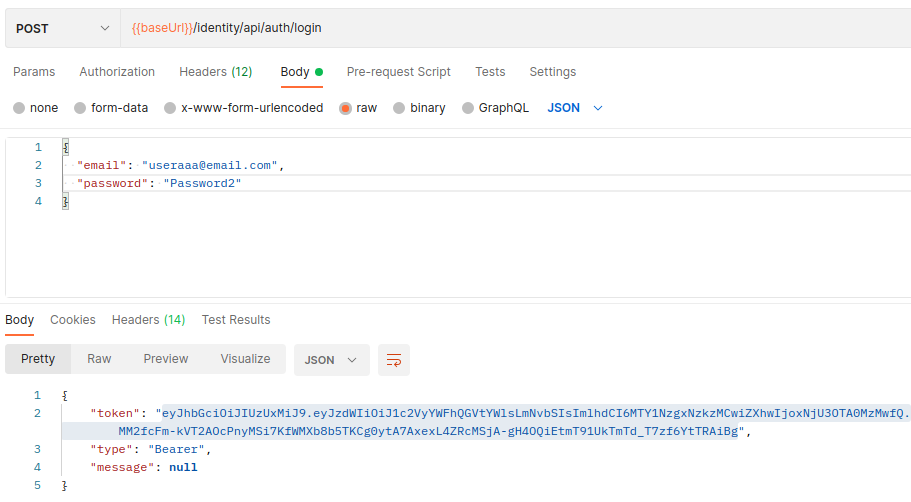 POST {{baseUrl}}/identity/api/auth/login
Params Authorization Headers (12) Body Pre-request Script Tests Settings
none form-data x-www-form-urlencoded raw binary GraphQL JSON
1 {
2 "email": "useraaa@email.com",
3 "password": "Password2"
4 }
Body Cookies Headers (14) Test Results
Pretty Raw Preview Visualize JSON
1 {
2 "token": "eyJhbGciOiJIUzUxMiJ9.eyJzdWIiOiJ1c2VyYWFhQGVtYWlsLmNvbSIsImlhdCI6MTY1NzgxNzkzMCwiZXhwIjoxNjU3OTA0MzMwfQ.
MM2fcFm-kVT2AOcPnyMSi7KfWMXb8b5TKCg0ytA7AxexL4ZRcMSjA-gH4OQiEtmT91UkTmTd_T7zf6YtTRAiBg",
3 "type": "Bearer",
4 "message": null
5 }